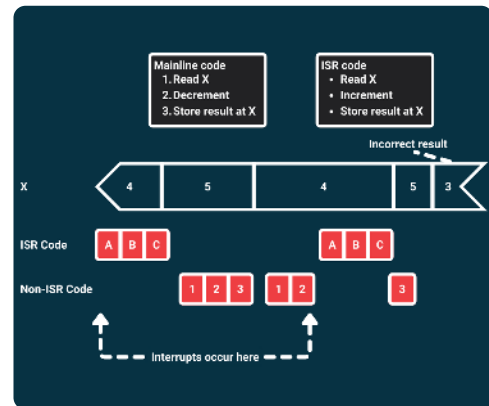 Mainline code
1. Read X
2. Decrement
3. Store result at X
ISR code
• Read X
• Increment
• Store result at X
Incorrect result
X
4
5
4
5
3
ISR Code
A B C
A B C
Non-ISR Code
1 2 3
1 2
3
Interrupts occur here